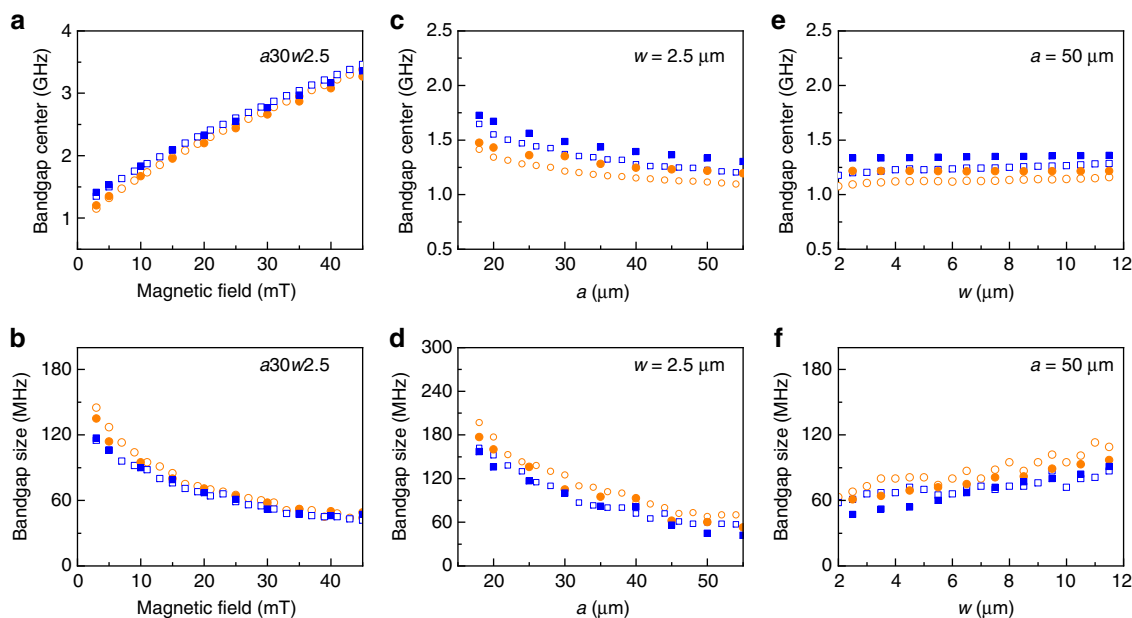 a
a30w2.5
Bandgap center (GHz)
4
3
2
1
0
10
20
30
40
Magnetic field (mT)
c
w = 2.5 μm
Bandgap center (GHz)
2.5
2.0
1.5
1.0
0.5
20
30
40
50
a (μm)
e
a = 50 μm
Bandgap center (GHz)
2.5
2.0
1.5
1.0
0.5
2
4
6
8
10
12
w (μm)
b
a30w2.5
Bandgap size (MHz)
180
120
60
0
0
10
20
30
40
Magnetic field (mT)
d
w = 2.5 μm
Bandgap size (MHz)
300
240
180
120
60
0
20
30
40
50
a (μm)
f
a = 50 μm
Bandgap size (MHz)
180
120
60
0
2
4
6
8
10
12
w (μm)